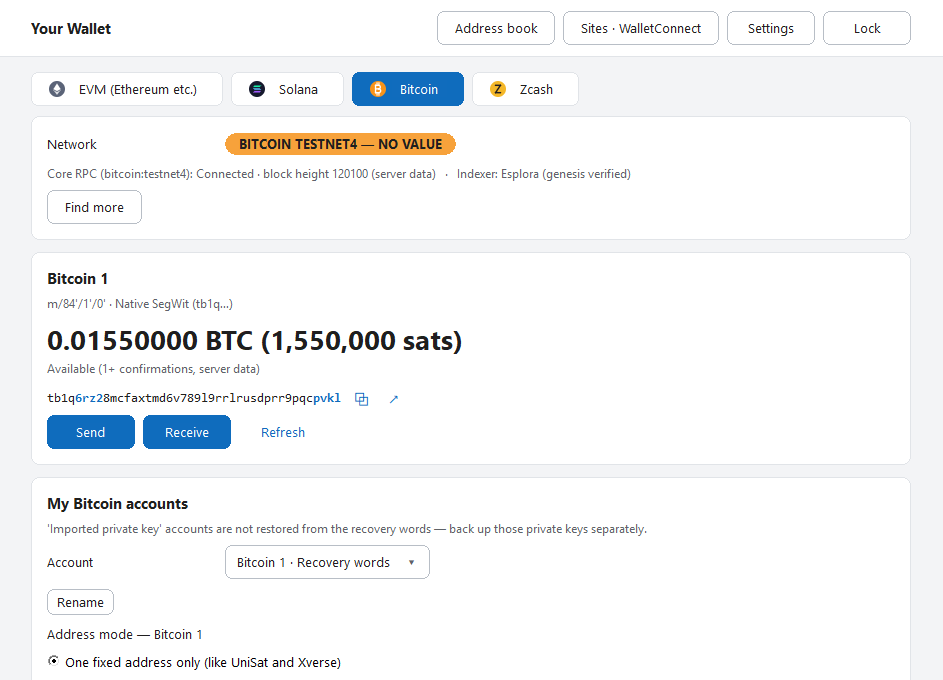 Your Wallet
Address book
Sites · WalletConnect
Settings
Lock
EVM (Ethereum etc.)
Solana
Bitcoin
Zcash
Network
BITCOIN TESTNET4 — NO VALUE
Core RPC (bitcoin:testnet4): Connected · block height 120100 (server data) · Indexer: Esplora (genesis verified)
Find more
Bitcoin 1
m/84'/1'/0' · Native SegWit (tb1q...)
0.01550000 BTC (1,550,000 sats)
Available (1+ confirmations, server data)
tb1q6rz28mcfaxtmd6v789l9rrlrusdprr9pqcpvkl
Send
Receive
Refresh
My Bitcoin accounts
'Imported private key' accounts are not restored from the recovery words — back up those private keys separately.
Account
Bitcoin 1 · Recovery words
Rename
Address mode — Bitcoin 1
One fixed address only (like UniSat and Xverse)